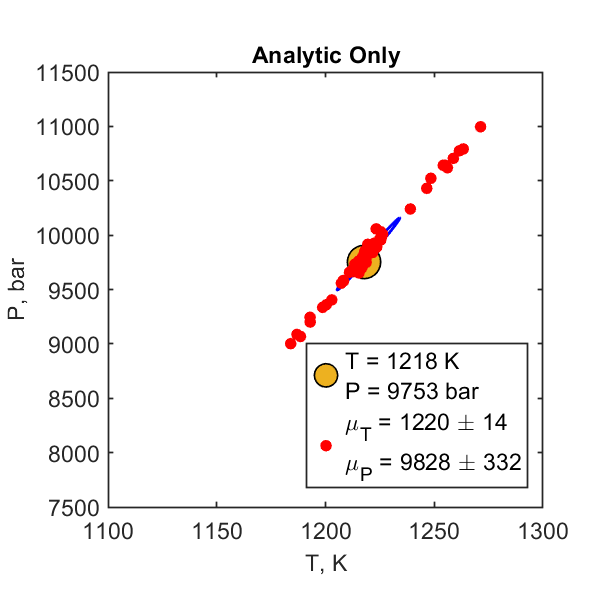 Analytic Only
11500
11000
10500
10000
9500
9000
8500
8000
7500
P, bar
T = 1218 K
P = 9753 bar
μT = 1220 ± 14
μP = 9828 ± 332
1100
1150
1200
1250
1300
T, K